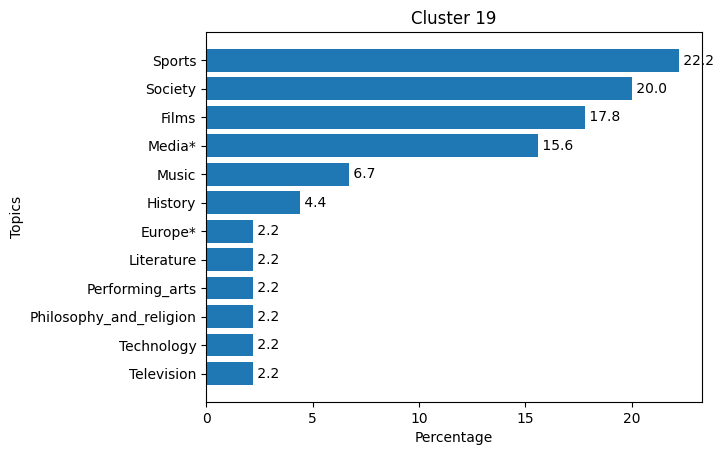 Cluster 19
Topics
Sports 22.2
Society 20.0
Films 17.8
Media* 15.6
Music 6.7
History 4.4
Europe* 2.2
Literature 2.2
Performing_arts 2.2
Philosophy_and_religion 2.2
Technology 2.2
Television 2.2
0 5 10 15 20
Percentage